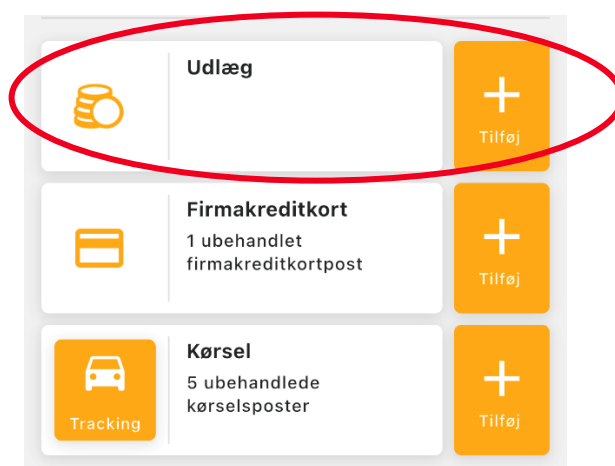 Udlæg
Tilføj
Firmakreditkort
1 ubehandlet
firmakreditkortpost
Tilføj
Kørsel
5 ubehandlede
kørselsposter
Tracking
Tilføj